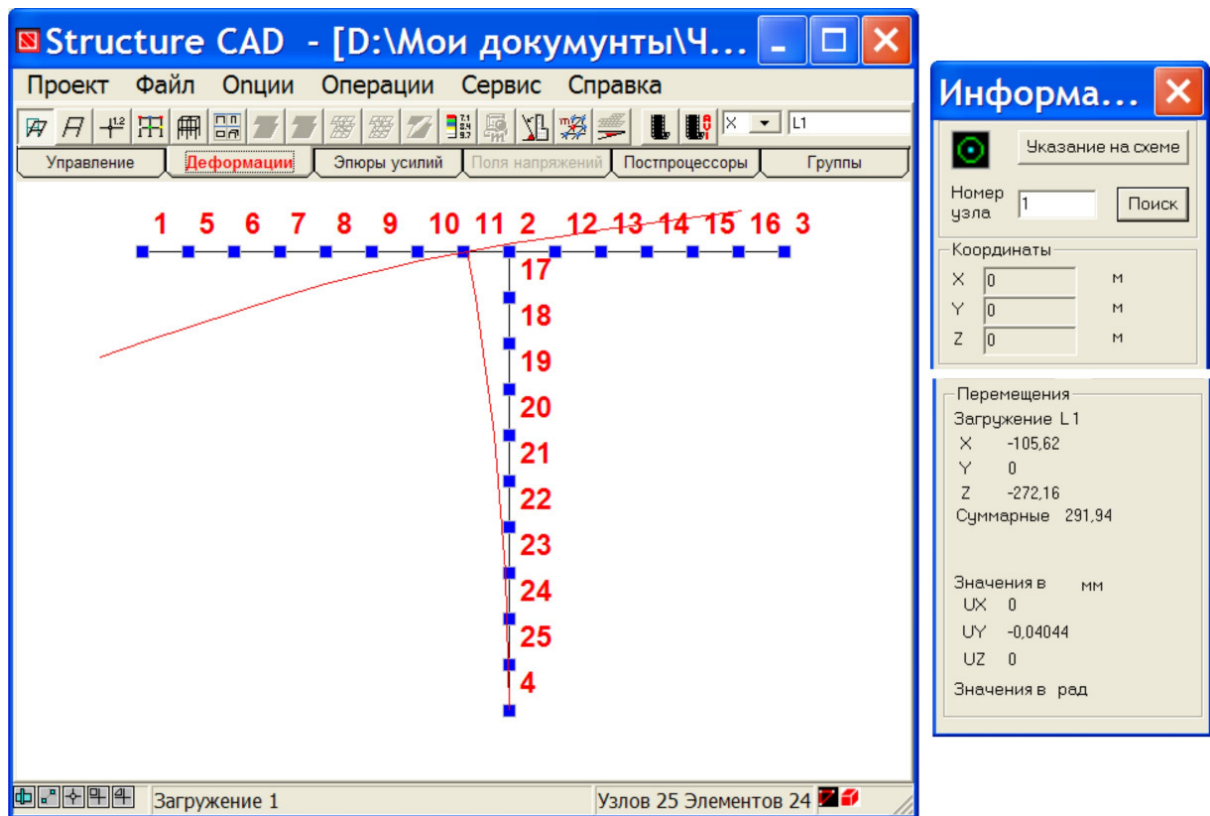 Structure CAD - [D:\Мои докумунты\Ч...
Проект Файл Опции Операции Сервис Справка
X L1
Управление Деформации Эпюры усилий Поля напряжений Постпроцессоры Группы
1 5 6 7 8 9 10 11 2 12 13 14 15 16 3
17
18
19
20
21
22
23
24
25
4
Загружение 1 Узлов 25 Элементов 24
Информа...
Указание на схеме
Номер
узла 1 Поиск
Координаты
X 0 м
Y 0 м
Z 0 м
Перемещения
Загружение L1
X -105,62
Y 0
Z -272,16
Суммарные 291,94
Значения в мм
UX 0
UY -0,04044
UZ 0
Значения в рад